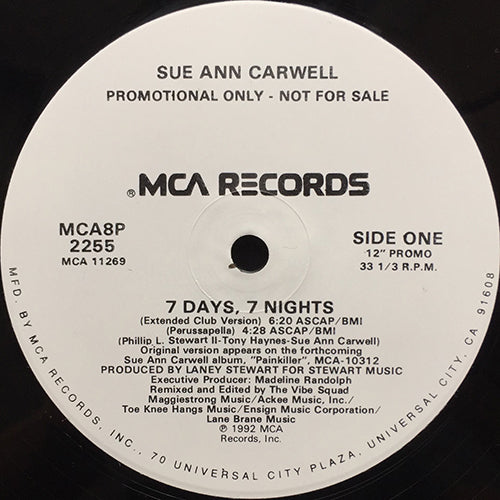 SUE ANN CARWELL
PROMOTIONAL ONLY - NOT FOR SALE
® MCA RECORDS
MCA8P
2255
MCA 11269
SIDE ONE
12" PROMO
33 1/3 R.P.M.
7 DAYS, 7 NIGHTS
(Extended Club Version) 6:20 ASCAP/BMI
(Perussapella) 4:28 ASCAP/BMI
(Phillip L. Stewart II-Tony Haynes-Sue Ann Carwell)
Original version appears on the forthcoming
Sue Ann Carwell album, "Painkiller", MCA-10312
PRODUCED BY LANEY STEWART FOR STEWART MUSIC
Executive Producer: Madeline Randolph
Remixed and Edited by The Vibe Squad
Maggiestrong Music/Ackee Music, Inc./
Toe Knee Hangs Music/Ensign Music Corporation/
Lane Brane Music
℗ 1992 MCA
Records, Inc.
MFD. BY MCA RECORDS, INC., 70 UNIVERSAL CITY PLAZA, UNIVERSAL CITY, CA 91608